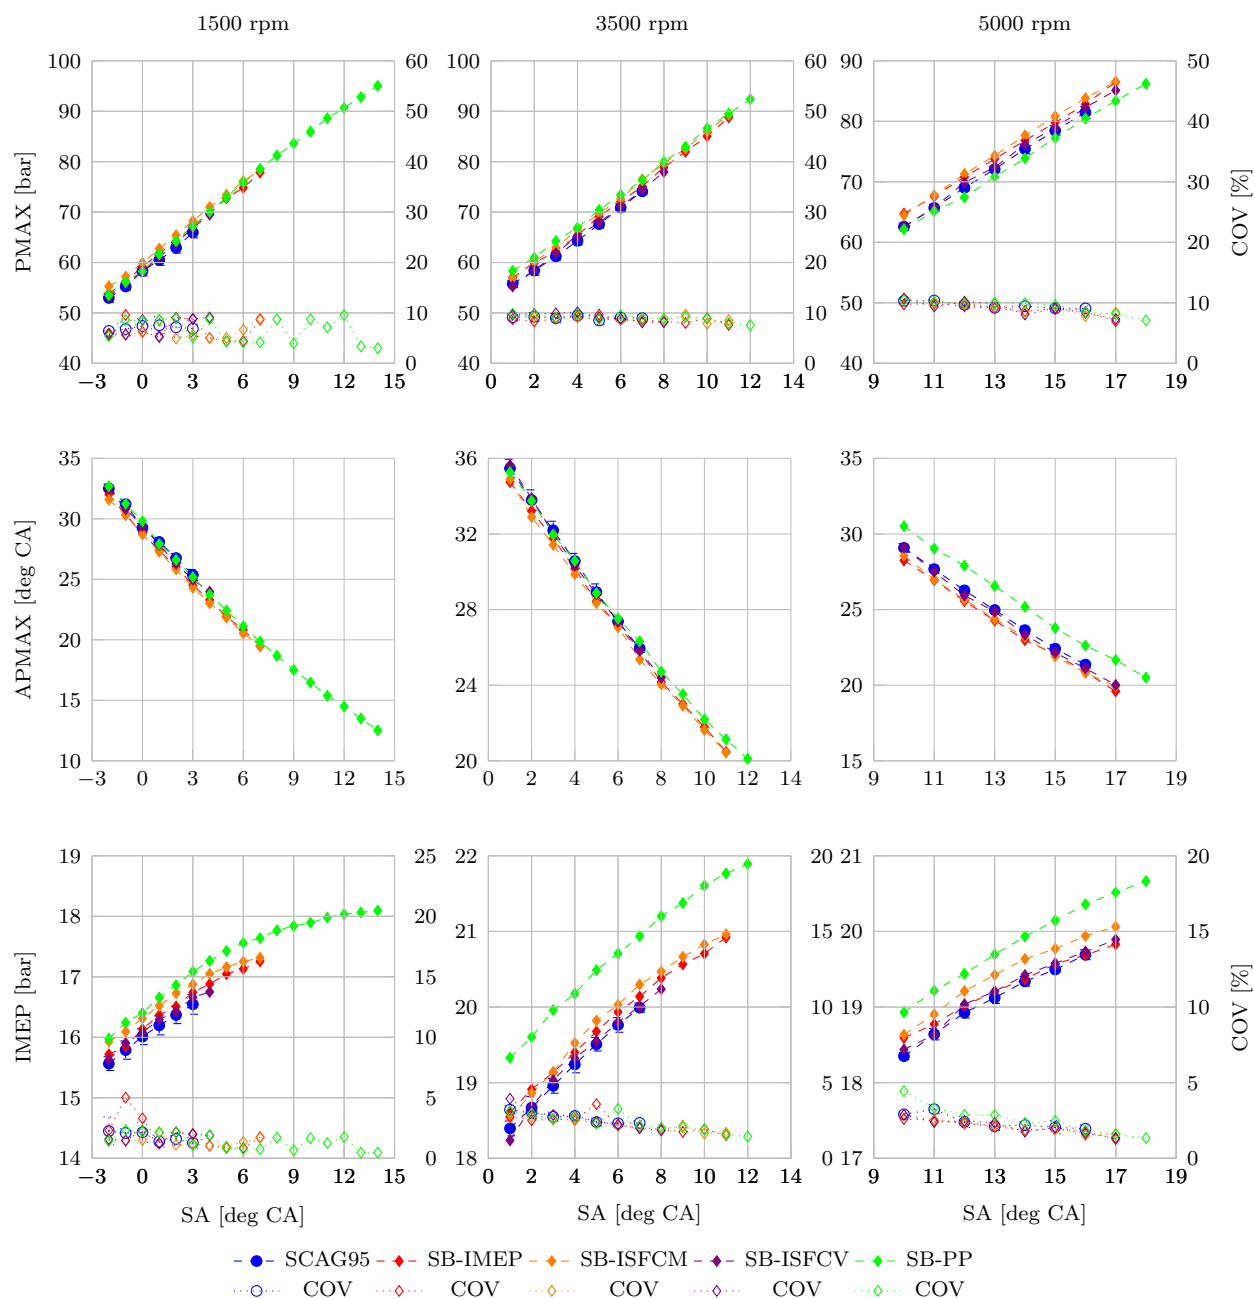 1500 rpm 3500 rpm 5000 rpm
100 60 100 60 90 50
90 50 90 50 80 40
80 40 80 40 70 30
70 30 70 30 60 20
60 20 60 20 50 10
50 10 50 10 40 0
40 0 40 0
PMAX [bar]
COV [%]
−3 0 3 6 9 12 15 0 2 4 6 8 10 12 14 9 11 13 15 17 19
35 36 35
30 32 30
25 28 25
20 24 20
15 20 15
10
APMAX [deg CA]
−3 0 3 6 9 12 15 0 2 4 6 8 10 12 14 9 11 13 15 17 19
19 25 22 20 21 20
18 20 21 15 20 15
17 15 20 10 19 10
16 10 19 5 18 5
15 5 18 0 17 0
14 0
IMEP [bar]
COV [%]
−3 0 3 6 9 12 15 0 2 4 6 8 10 12 14 9 11 13 15 17 19
SA [deg CA] SA [deg CA] SA [deg CA]
SCAG95 SB-IMEP SB-ISFCM SB-ISFCV SB-PP
COV COV COV COV COV